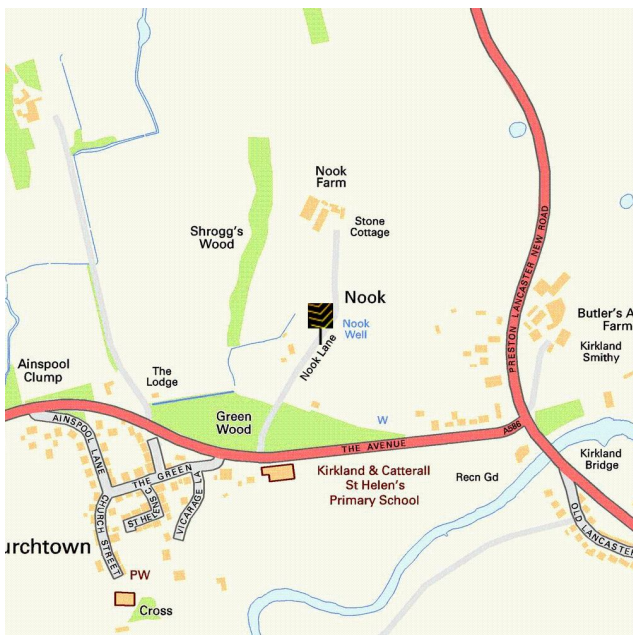 Nook
Farm
Stone
Cottage
Shrogg's
Wood
PRESTON LANCASTER NEW ROAD
Nook
Nook
Well
Nook Lane
Butler's A
Farm
Kirkland
Smithy
Ainspool
Clump
The
Lodge
Green
Wood
W
A586
THE AVENUE
AINSPOOL LANE
Kirkland & Catterall
St Helen's
Primary School
Recn Gd
Kirkland
Bridge
THE GREEN
ST HELENS C
VICARAGE LA
CHURCH STREET
OLD LANCASTER
urchtown
PW
Cross